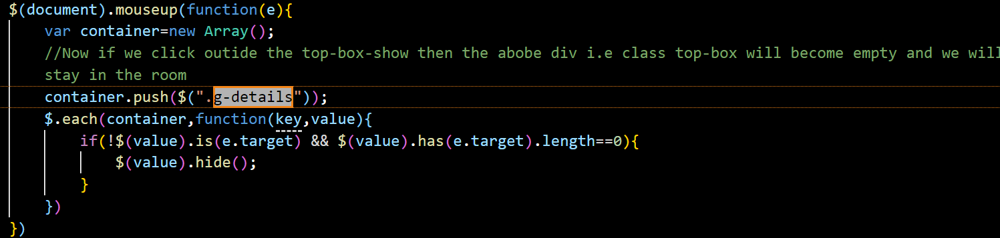 $(document).mouseup(function(e){
var container=new Array();
//Now if we click outide the top-box-show then the abobe div i.e class top-box will become empty and we will
stay in the room
container.push($(".g-details"));
$.each(container,function(key,value){
if(!$(value).is(e.target) && $(value).has(e.target).length==0){
$(value).hide();
}
})
})